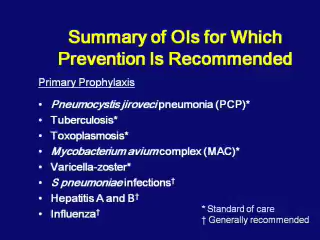 Summary of OIs for Which
Prevention Is Recommended
Primary Prophylaxis
• Pneumocystis jiroveci pneumonia (PCP)*
• Tuberculosis*
• Toxoplasmosis*
• Mycobacterium avium complex (MAC)*
• Varicella-zoster*
• S pneumoniae infections†
• Hepatitis A and B†
• Influenza†
* Standard of care
† Generally recommended